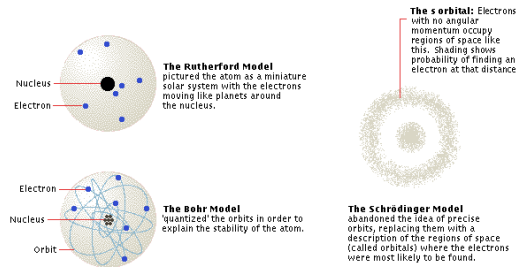 Nucleus
Electron
The Rutherford Model
pictured the atom as a miniature
solar system with the electrons
moving like planets around
the nucleus.
Electron
Nucleus
Orbit
The Bohr Model
'quantized' the orbits in order to
explain the stability of the atom.
The s orbital: Electrons
with no angular
momentum occupy
regions of space like
this. Shading shows
probability of finding an
electron at that distance
The Schrödinger Model
abandoned the idea of precise
orbits, replacing them with a
description of the regions of space
(called orbitals) where the electrons
were most likely to be found.